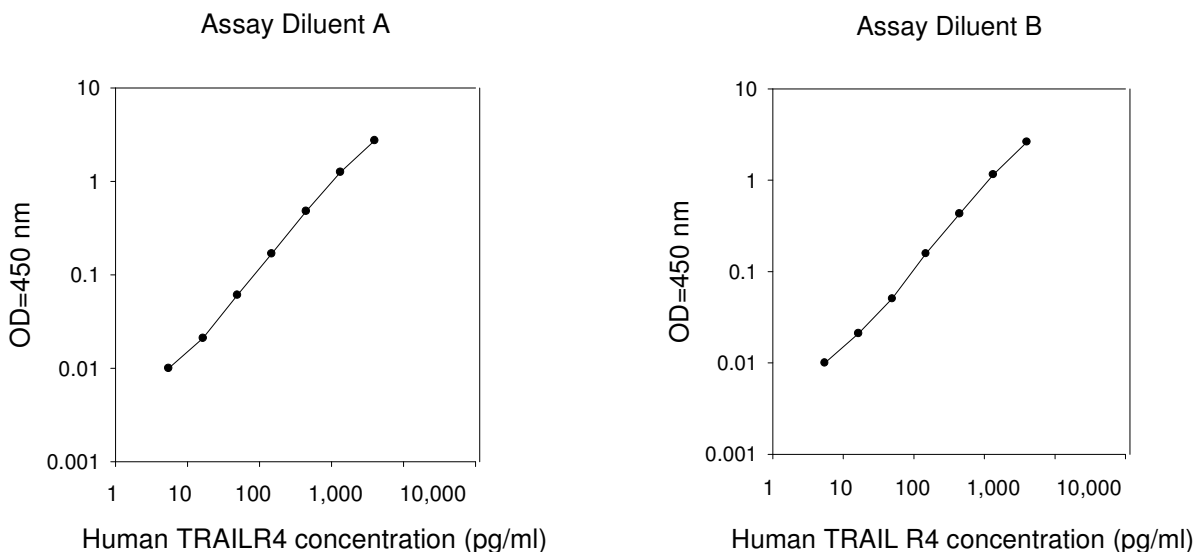 Assay Diluent A
10
1
0.1
0.01
0.001
OD=450 nm
1 10 100 1,000 10,000
Human TRAILR4 concentration (pg/ml)
Assay Diluent B
10
1
0.1
0.01
0.001
OD=450 nm
1 10 100 1,000 10,000
Human TRAIL R4 concentration (pg/ml)